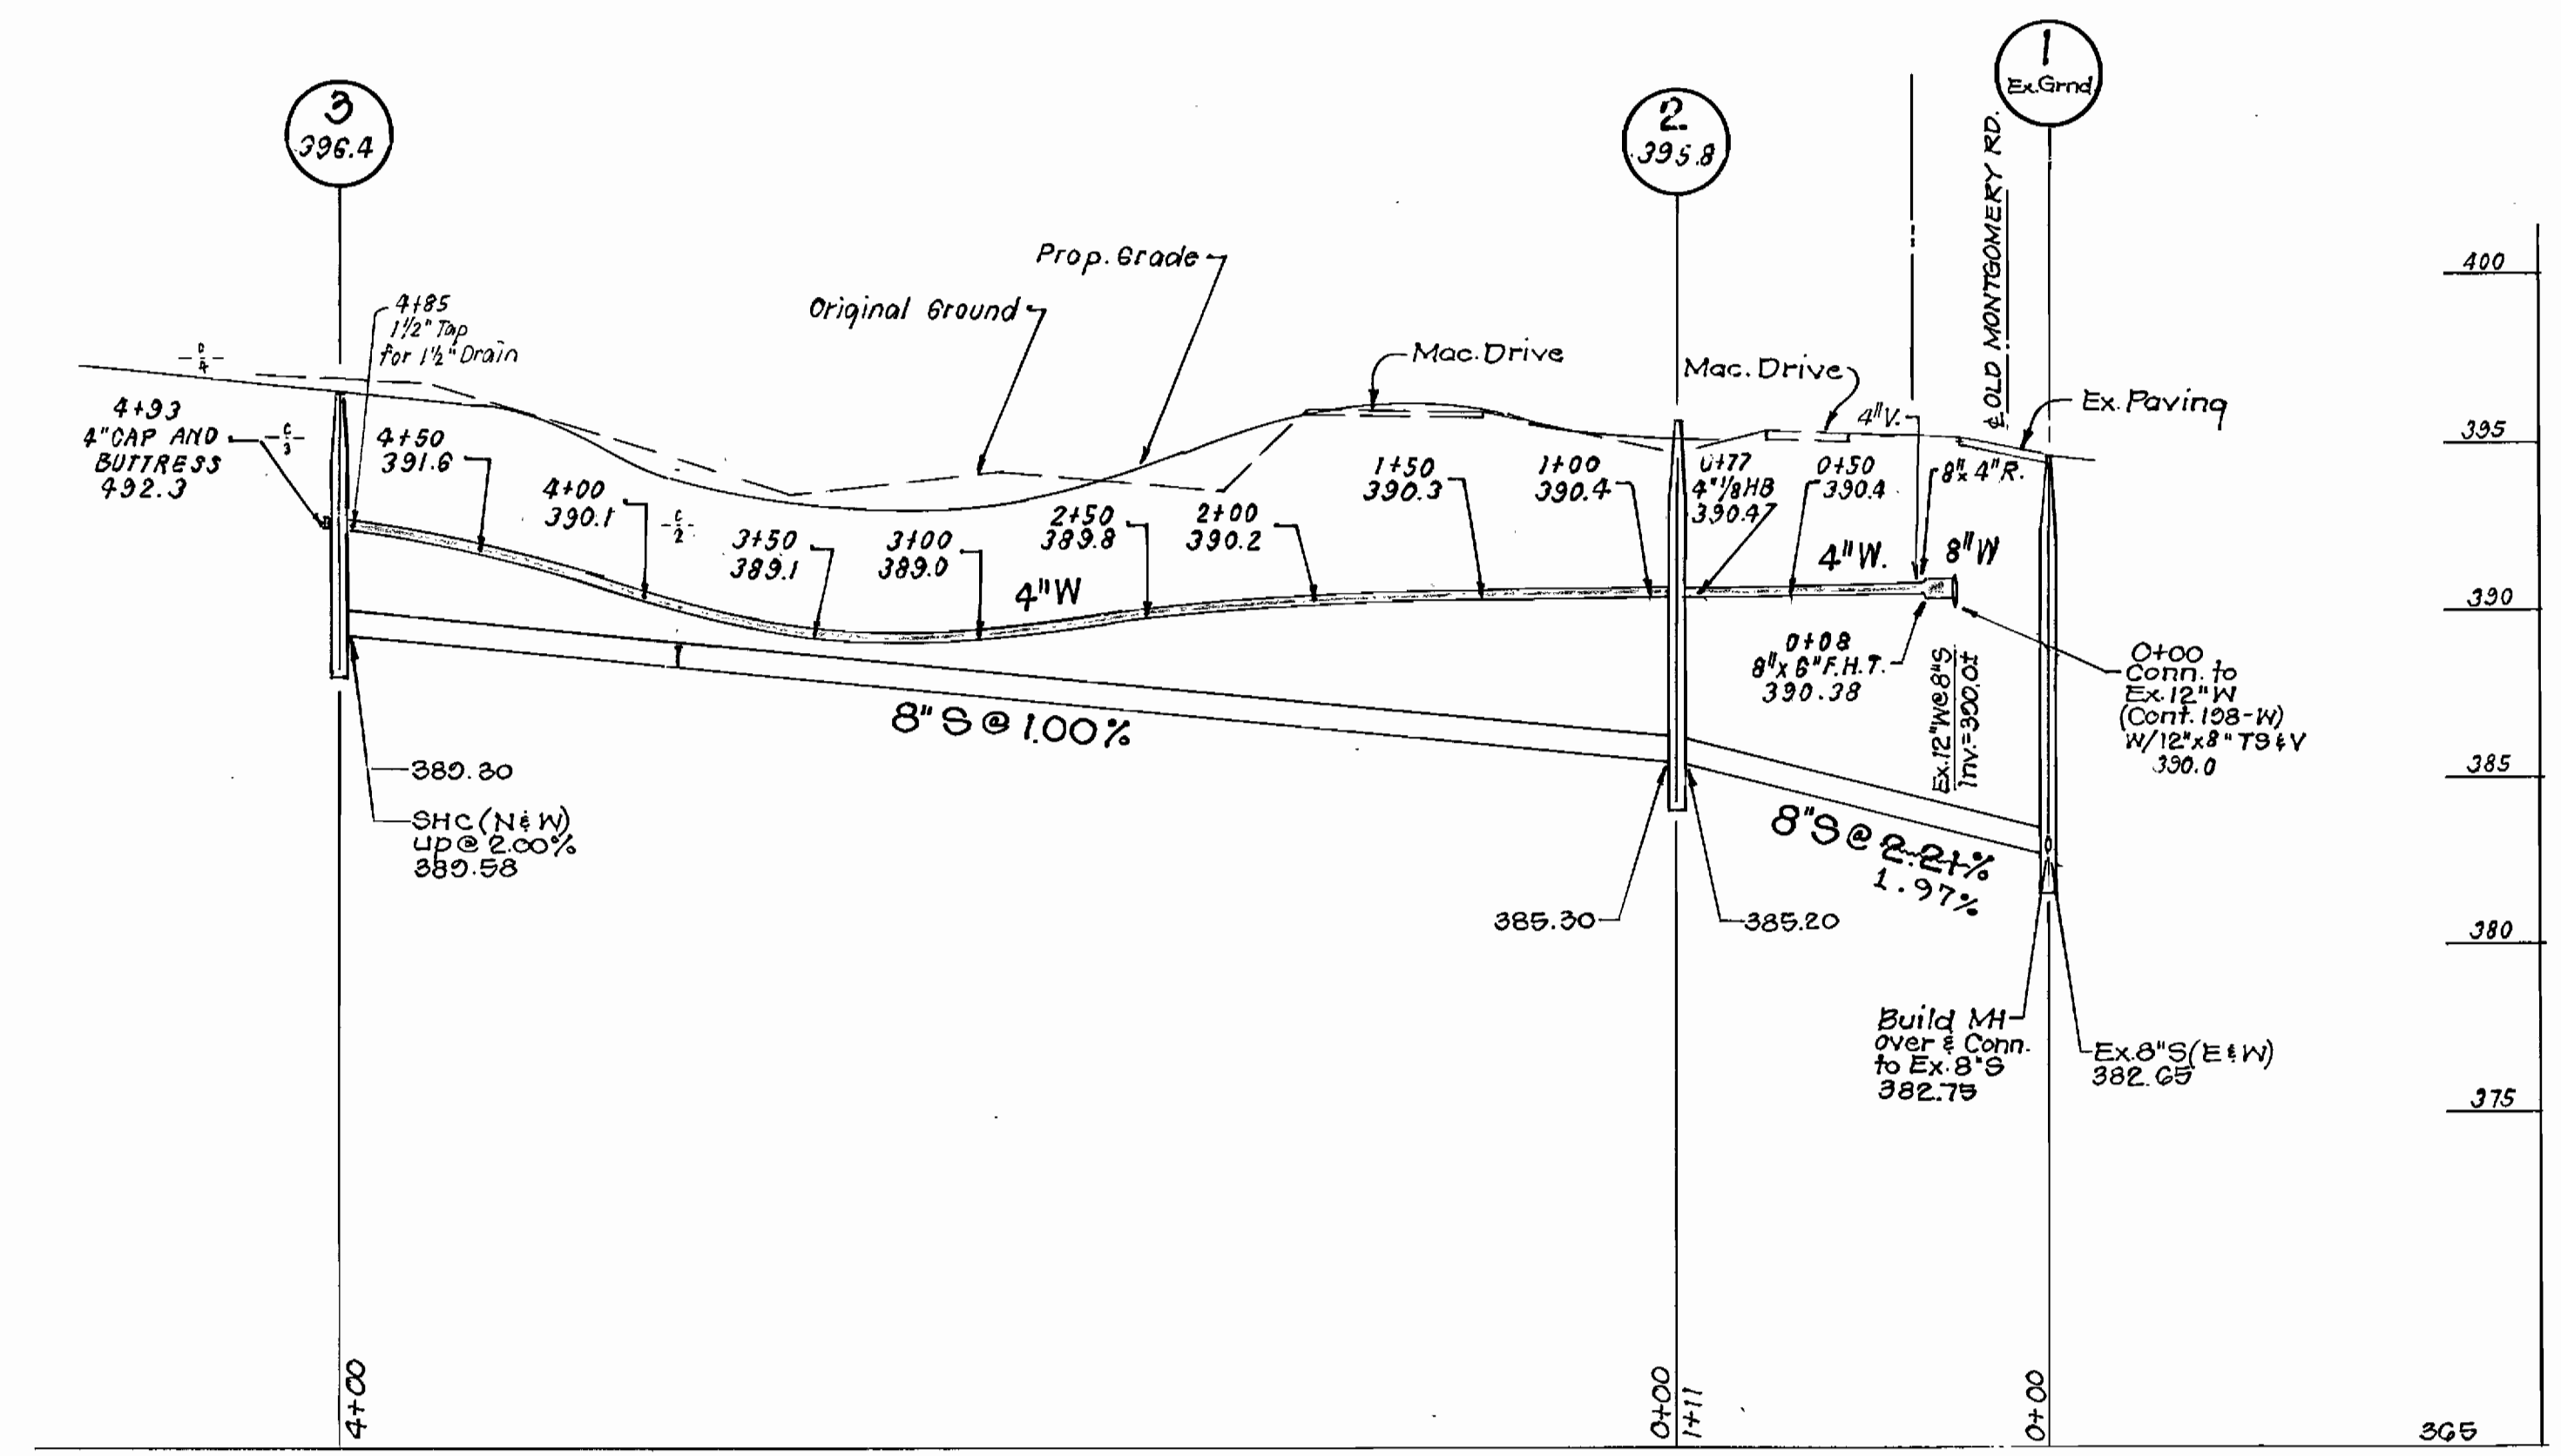 1
Ex.Grnd
3
396.4
2
395.8
℄ OLD MONTGOMERY RD.
Prop. Grade
Original Ground
400
4+85
1½" Tap
for 1½" Drain
Mac. Drive
Mac. Drive
4"V.
Ex. Paving
395
4+93
4"CAP AND
BUTTRESS
492.3
4+50
391.6
4+00
390.1
3+50
389.1
3+00
389.0
4"W
2+50
389.8
2+00
390.2
1+50
390.3
1+00
390.4
0+77
4"⅛HB
390.47
0+50
390.4
8"x 4"R.
4"W.
8"W
390
0+08
8"x 6"F.H.T.
390.38
Ex.12"W@8"S
Inv.=390.0±
0+00
Conn. to
Ex.12"W
(Cont.198-W)
W/12"x8"TS&V
390.0
8"S @ 1.00%
385
389.30
SHC (N&W)
up @ 2.00%
389.58
8"S @ 2.21%
1.97%
385.30
385.20
380
Build MH
over & Conn.
to Ex. 8"S
382.75
Ex.8"S(E&W)
382.65
375
4+00
0+00
1+11
0+00
365